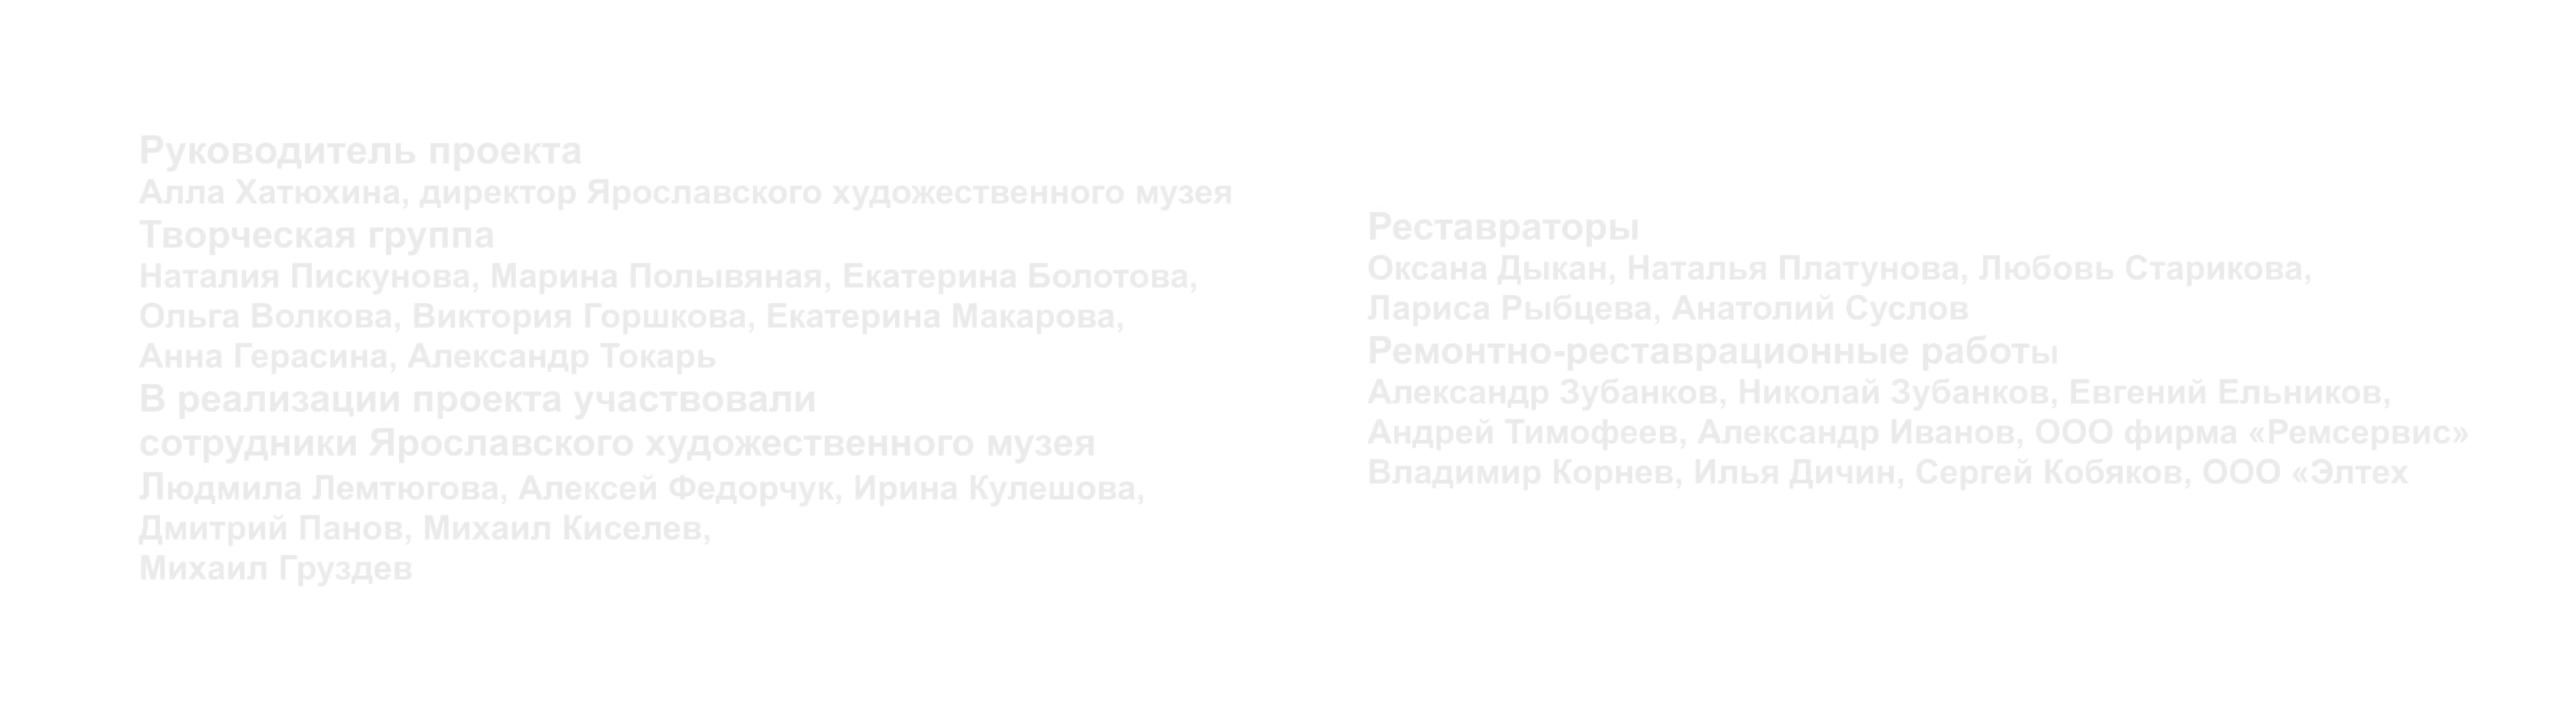 Руководитель проекта
Алла Хатюхина, директор Ярославского художественного музея
Творческая группа
Наталия Пискунова, Марина Полывяная, Екатерина Болотова,
Ольга Волкова, Виктория Горшкова, Екатерина Макарова,
Анна Герасина, Александр Токарь
В реализации проекта участвовали
сотрудники Ярославского художественного музея
Людмила Лемтюгова, Алексей Федорчук, Ирина Кулешова,
Дмитрий Панов, Михаил Киселев,
Михаил Груздев
Реставраторы
Оксана Дыкан, Наталья Платунова, Любовь Старикова,
Лариса Рыбцева, Анатолий Суслов
Ремонтно-реставрационные работы
Александр Зубанков, Николай Зубанков, Евгений Ельников,
Андрей Тимофеев, Александр Иванов, ООО фирма «Ремсервис»
Владимир Корнев, Илья Дичин, Сергей Кобяков, ООО «Элтех